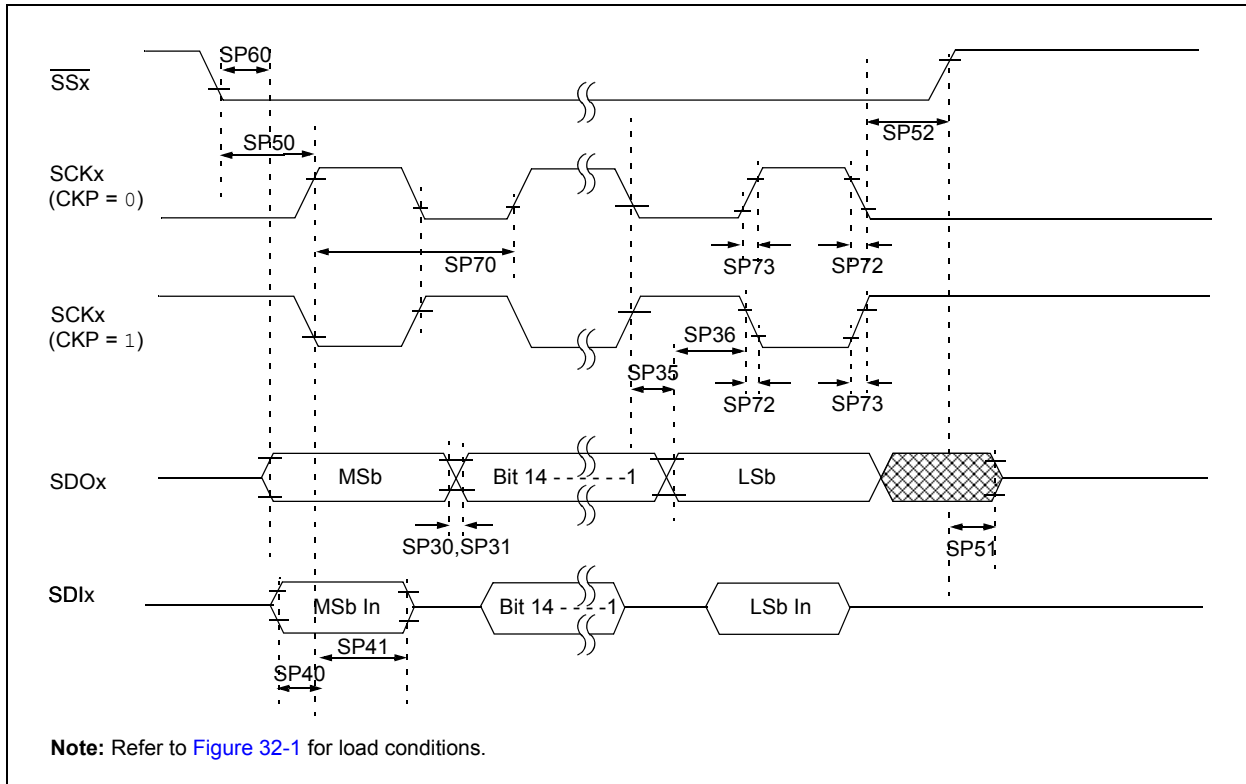 SP60
SSx
SP50
SP52
SCKx
(CKP = 0)
SP70
SP73
SP72
SCKx
(CKP = 1)
SP36
SP35
SP72
SP73
SDOx
MSb
Bit 14 - - - - - -1
LSb
SP30,SP31
SP51
SDIx
MSb In
Bit 14 - - - -1
LSb In
SP41
SP40
Note: Refer to Figure 32-1 for load conditions.